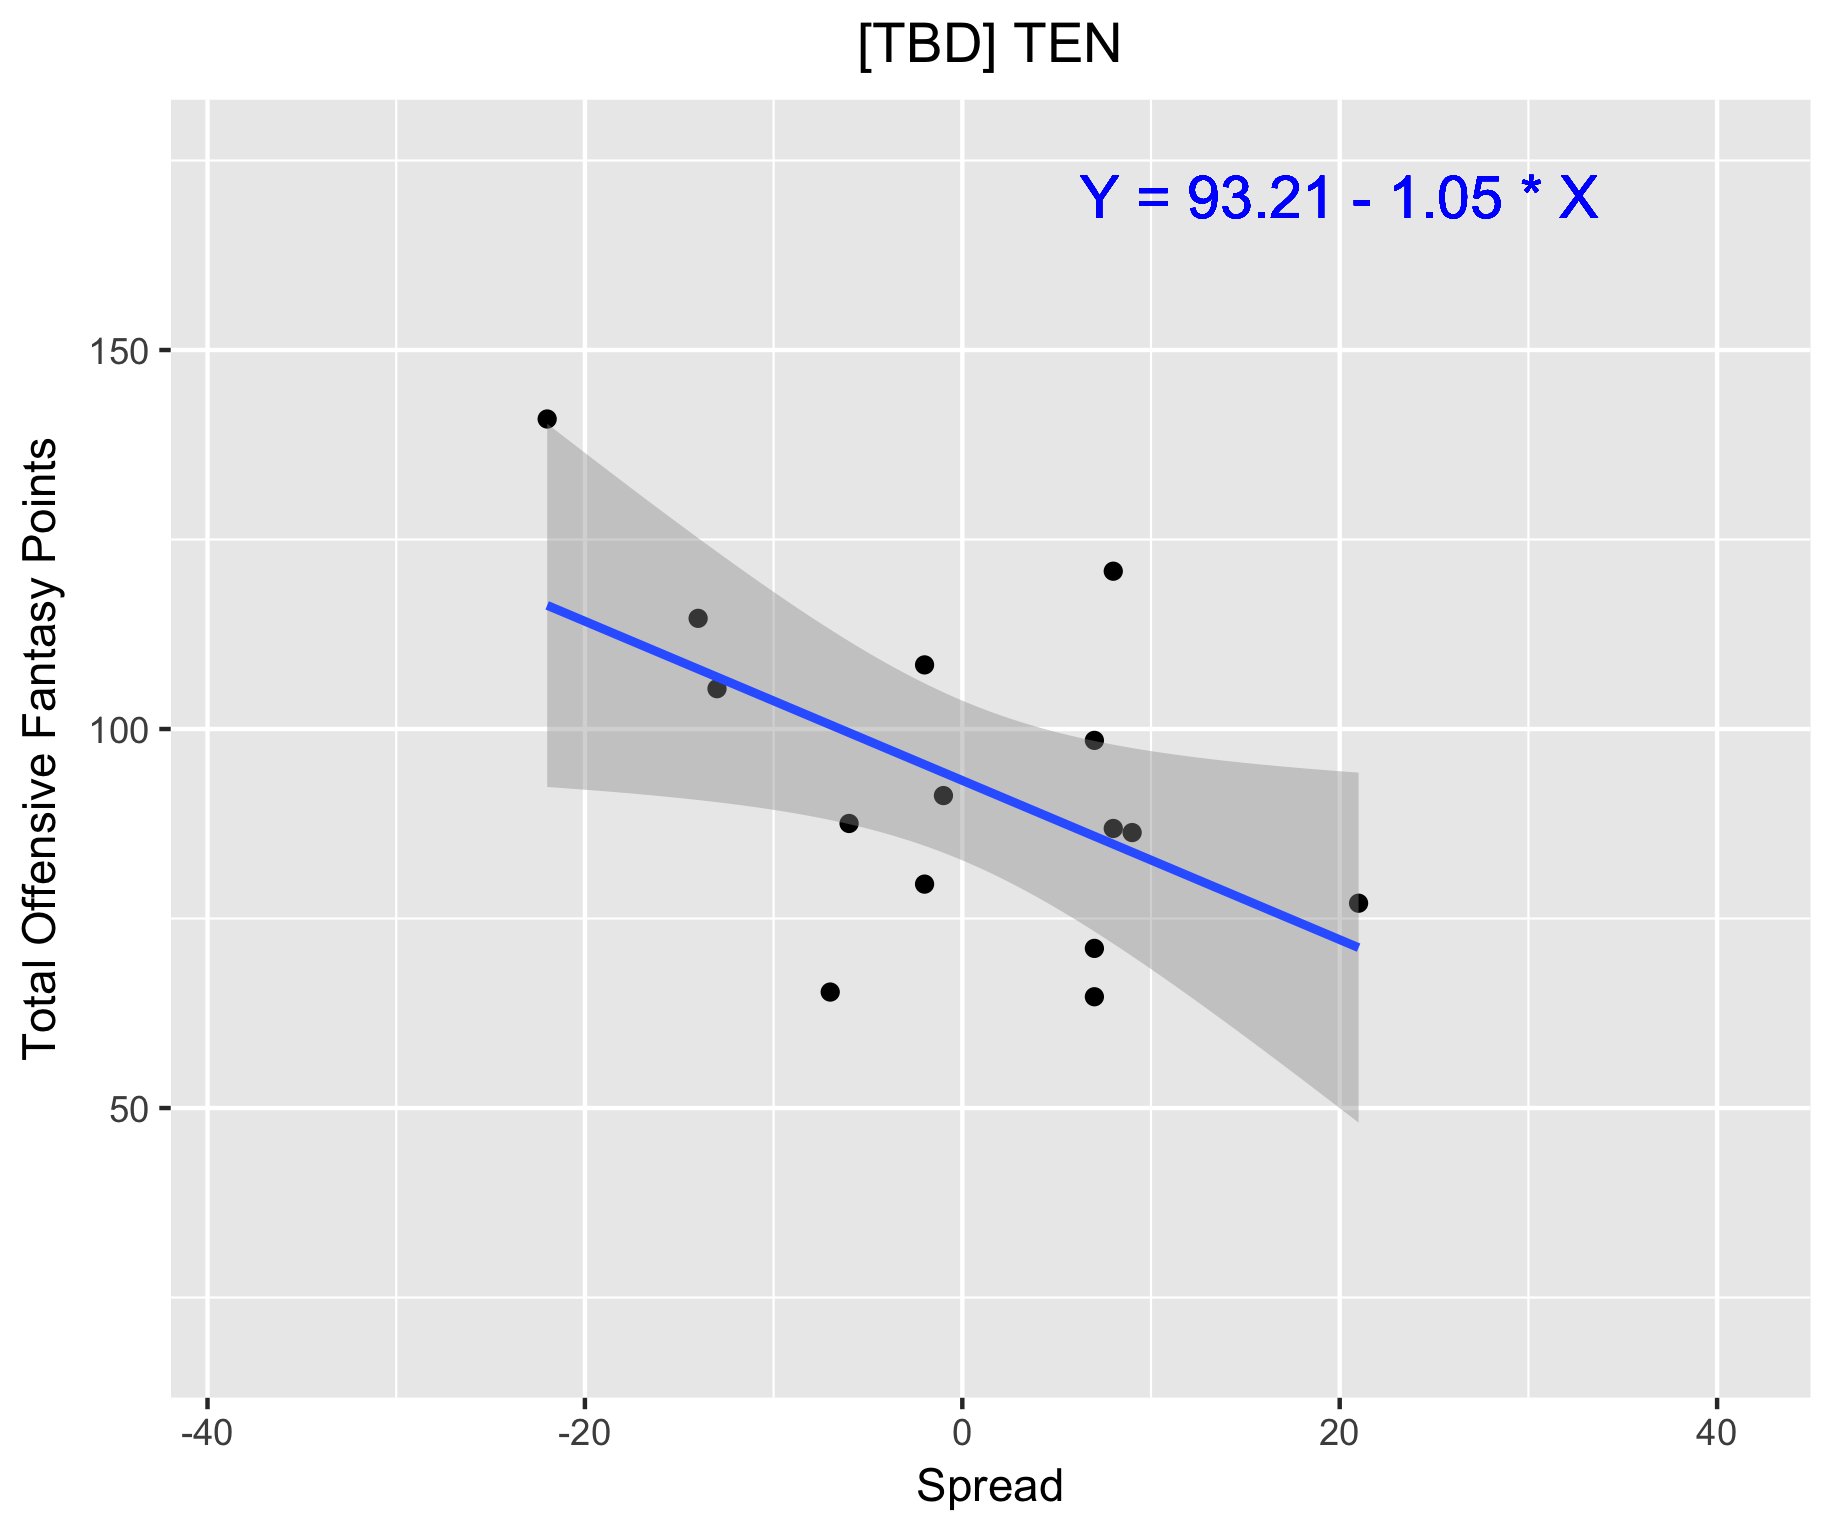 [TBD] TEN
Y = 93.21 - 1.05 * X
Total Offensive Fantasy Points
150
100
50
-40
-20
0
20
40
Spread